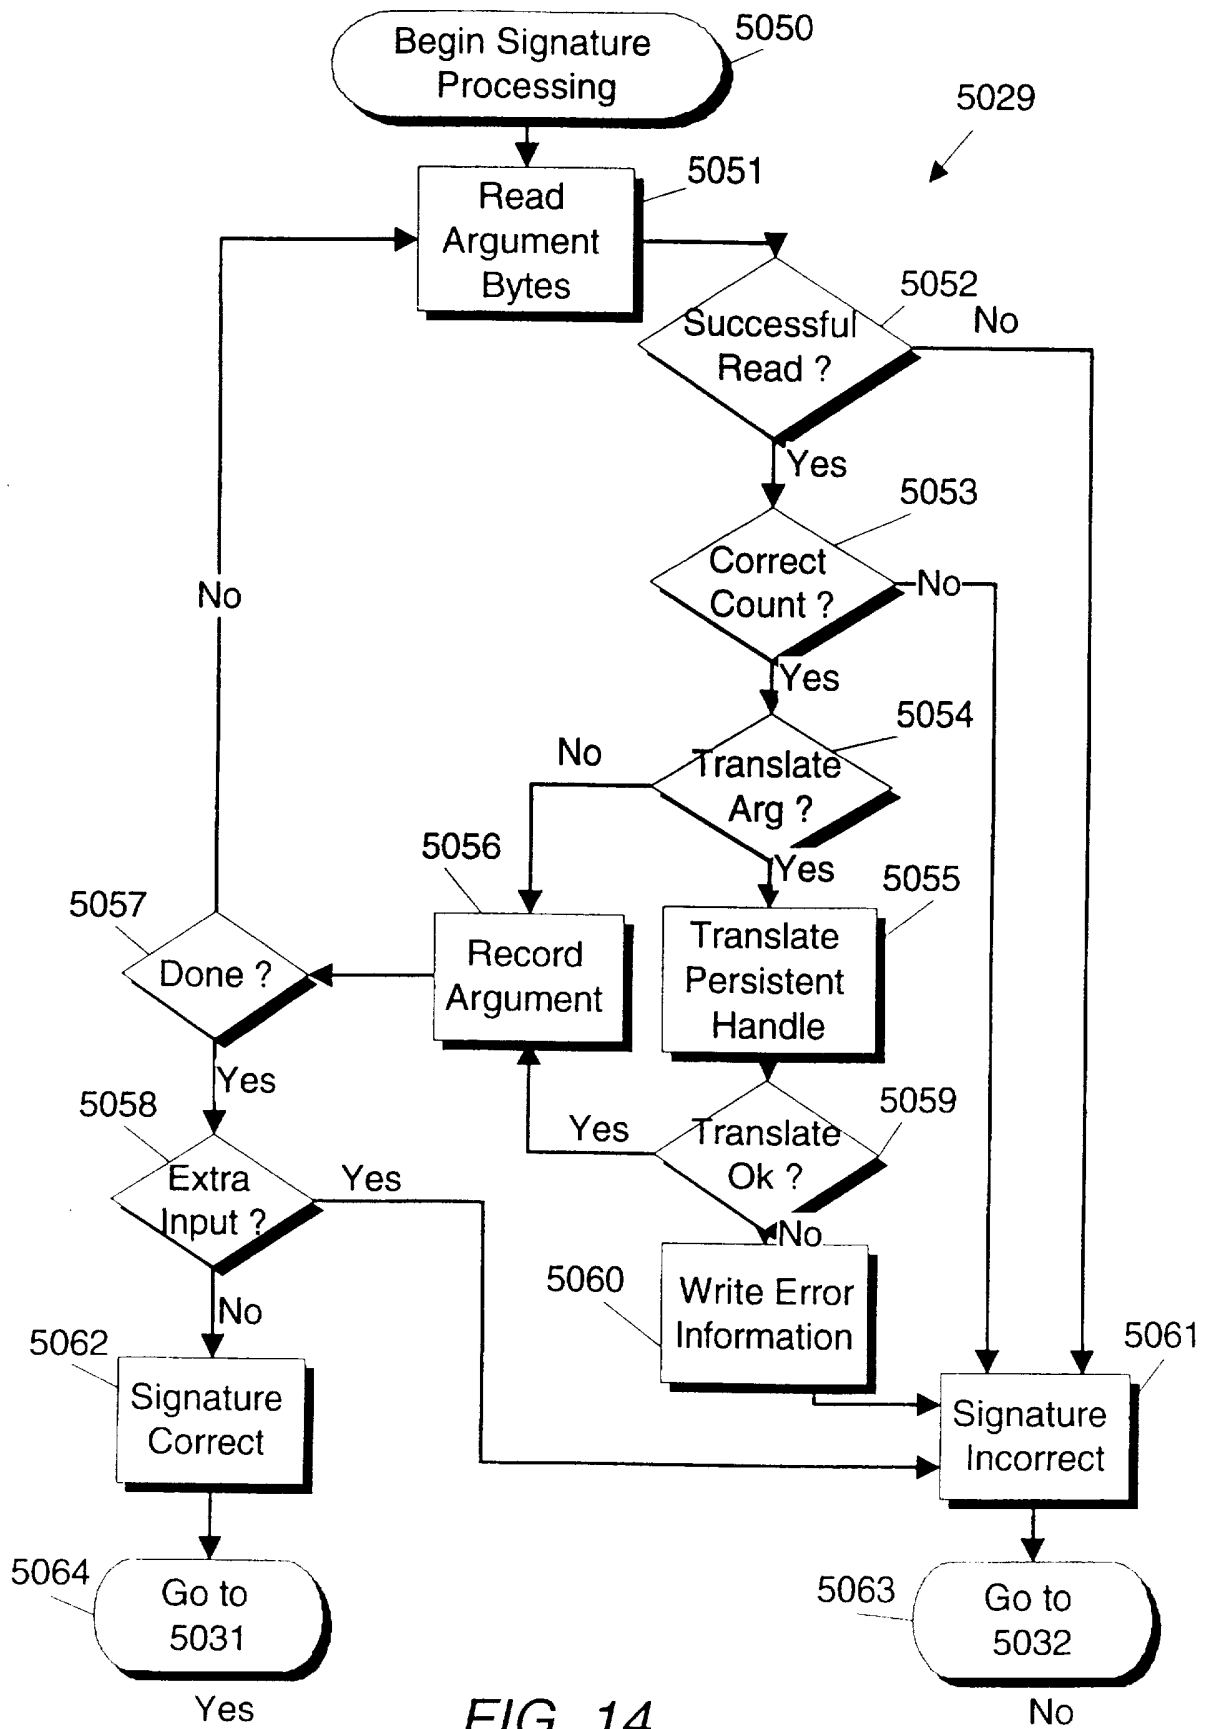 Begin Signature
Processing
5050
5029
Read
Argument
Bytes
5051
Successful
Read ?
5052
No
Yes
Correct
Count ?
5053
No
Yes
Translate
Arg ?
5054
No
Yes
No
5056
5055
5057
Done ?
Record
Argument
Translate
Persistent
Handle
Yes
5058
Extra
Input ?
Yes
Yes
Translate
Ok ?
5059
No
No
5060
Write Error
Information
5062
Signature
Correct
5061
Signature
Incorrect
5064
Go to
5031
Yes
5063
Go to
5032
No
FIG. 14